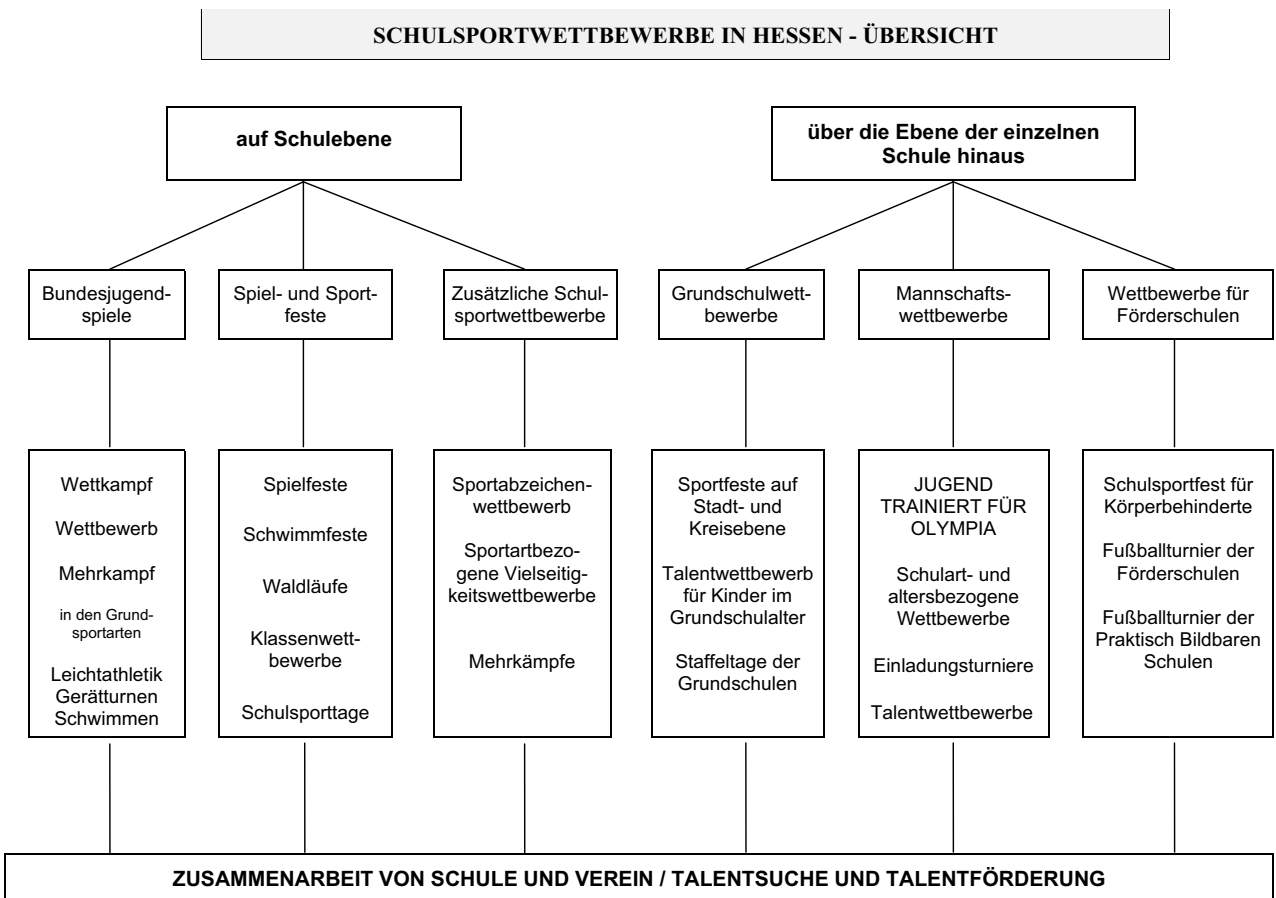 SCHULSPORTWETTBEWERBE IN HESSEN - ÜBERSICHT
auf Schulebene
über die Ebene der einzelnen
Schule hinaus
Bundesjugend-
spiele
Spiel- und Sport-
feste
Zusätzliche Schul-
sportwettbewerbe
Grundschulwett-
bewerbe
Mannschafts-
wettbewerbe
Wettbewerbe für
Förderschulen
Wettkampf
Wettbewerb
Mehrkampf
in den Grund-
sportarten
Leichtathletik
Gerätturnen
Schwimmen
Spielfeste
Schwimmfeste
Waldläufe
Klassenwett-
bewerbe
Schulsporttage
Sportabzeichen-
wettbewerb
Sportartbezo-
gene Vielseitig-
keitswettbewerbe
Mehrkämpfe
Sportfeste auf
Stadt- und
Kreisebene
Talentwettbewerb
für Kinder im
Grundschulalter
Staffeltage der
Grundschulen
JUGEND
TRAINIERT FÜR
OLYMPIA
Schulart- und
altersbezogene
Wettbewerbe
Einladungsturniere
Talentwettbewerbe
Schulsportfest für
Körperbehinderte
Fußballturnier der
Förderschulen
Fußballturnier der
Praktisch Bildbaren
Schulen
ZUSAMMENARBEIT VON SCHULE UND VEREIN / TALENTSUCHE UND TALENTFÖRDERUNG